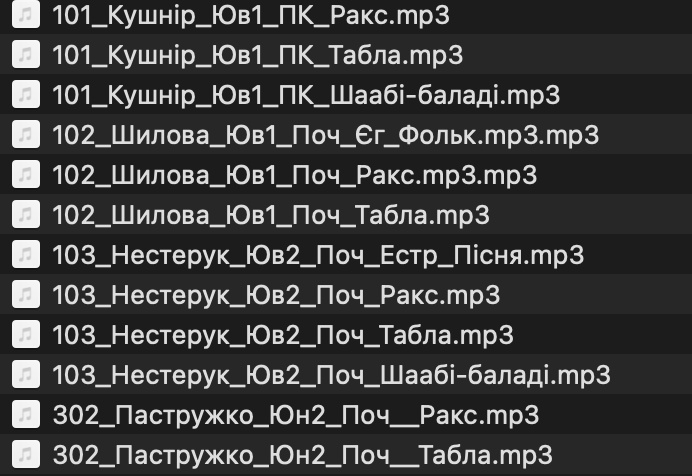 101_Кушнір_Юв1_ПК_Ракс.mp3
101_Кушнір_Юв1_ПК_Табла.mp3
101_Кушнір_Юв1_ПК_Шаабі-баладі.mp3
102_Шилова_Юв1_Поч_Єг_Фольк.mp3.mp3
102_Шилова_Юв1_Поч_Ракс.mp3.mp3
102_Шилова_Юв1_Поч_Табла.mp3
103_Нестерук_Юв2_Поч_Естр_Пісня.mp3
103_Нестерук_Юв2_Поч_Ракс.mp3
103_Нестерук_Юв2_Поч_Табла.mp3
103_Нестерук_Юв2_Поч_Шаабі-баладі.mp3
302_Пастружко_Юн2_Поч__Ракс.mp3
302_Пастружко_Юн2_Поч__Табла.mp3